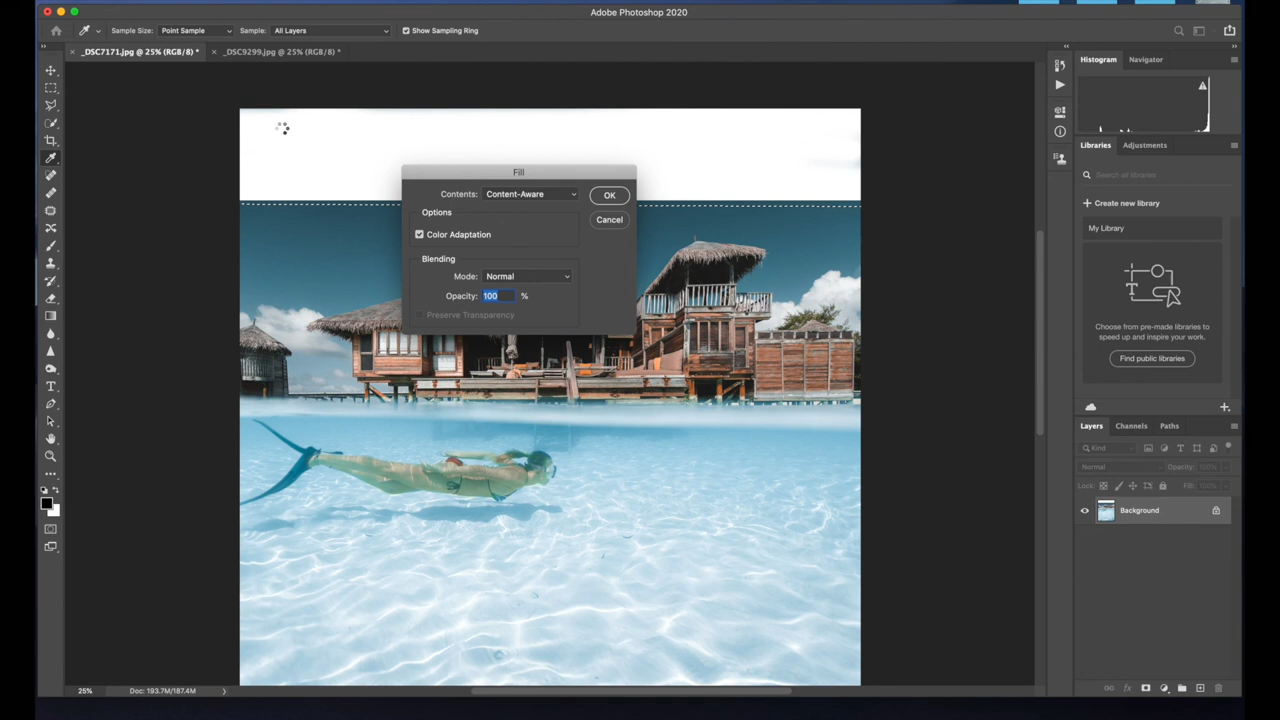 Adobe Photoshop 2020
Sample Size: Point Sample Sample: All Layers Show Sampling Ring
_DSC7171.jpg @ 25% (RGB/8) * _DSC9299.jpg @ 25% (RGB/8) *
Histogram Navigator
Fill
Contents: Content-Aware OK
Options
Cancel
Color Adaptation
Blending
Mode: Normal
Opacity: 100 %
Preserve Transparency
Libraries Adjustments
Search all libraries
Create new library
My Library
T
Choose from pre-made libraries to
speed up and inspire your work.
Find public libraries
Layers Channels Paths
Kind
Normal Opacity: 100%
Lock: Fill: 100%
Background
25% Doc: 193.7M/187.4M
fx